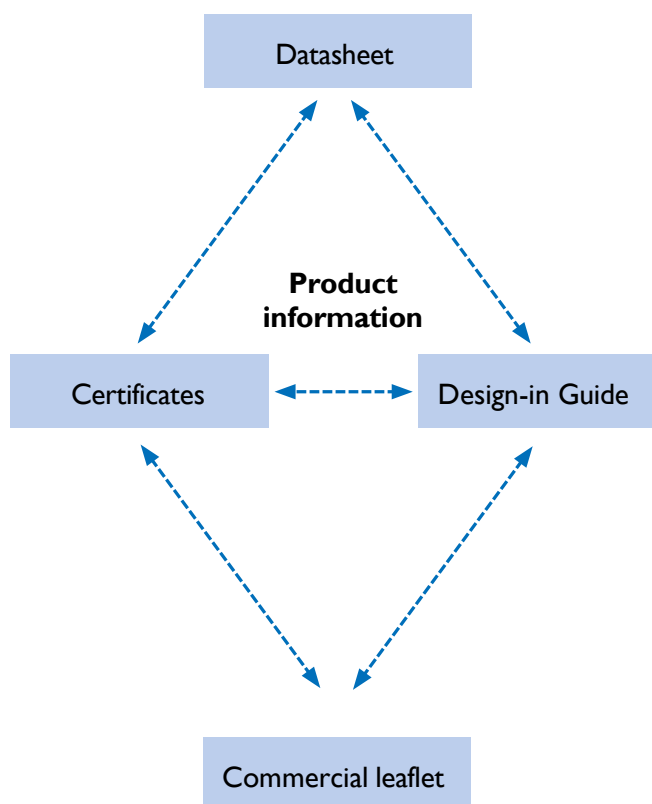 Datasheet
Product
information
Certificates
Design-in Guide
Commercial leaflet